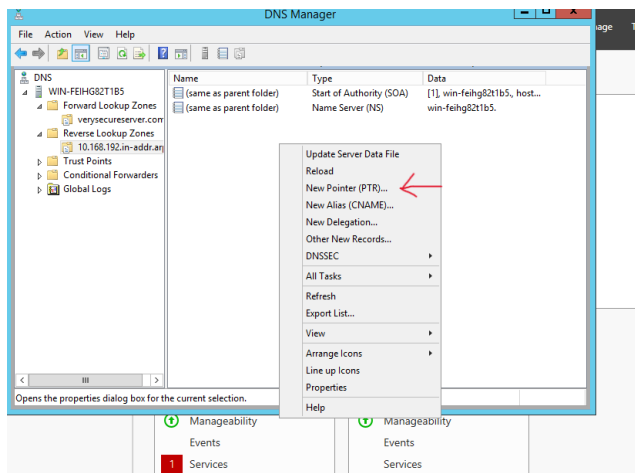 DNS Manager
File Action View Help
DNS
WIN-FEIHG82T1B5
Forward Lookup Zones
verysecureserver.com
Reverse Lookup Zones
10.168.192.in-addr.arp
Trust Points
Conditional Forwarders
Global Logs
Name Type Data
(same as parent folder) Start of Authority (SOA) [1], win-feihg82t1b5., host...
(same as parent folder) Name Server (NS) win-feihg82t1b5.
Update Server Data File
Reload
New Pointer (PTR)...
New Alias (CNAME)...
New Delegation...
Other New Records...
DNSSEC
All Tasks
Refresh
Export List...
View
Arrange Icons
Line up Icons
Properties
Help
Opens the properties dialog box for the current selection.
Manageability
Events
1 Services
Manageability
Events
Services